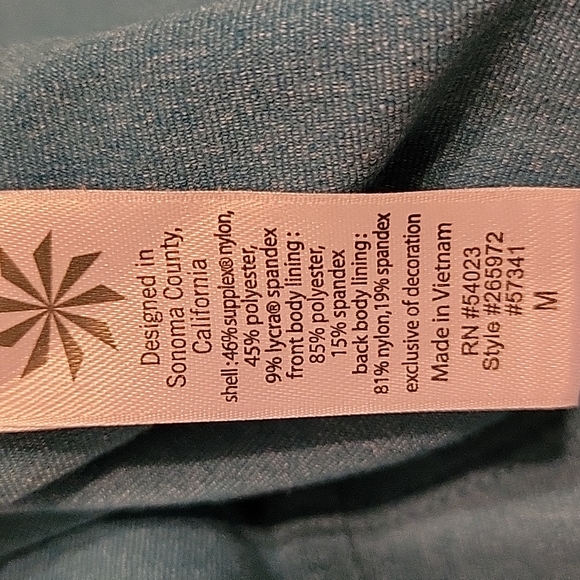 Designed in
Sonoma County,
California
shell:46%supplex®nylon,
45% polyester,
9% lycra® spandex
front body lining:
85% polyester,
15% spandex
back body lining:
81% nylon,19% spandex
exclusive of decoration
Made in Vietnam
RN #54023
Style #265972
#57341
M